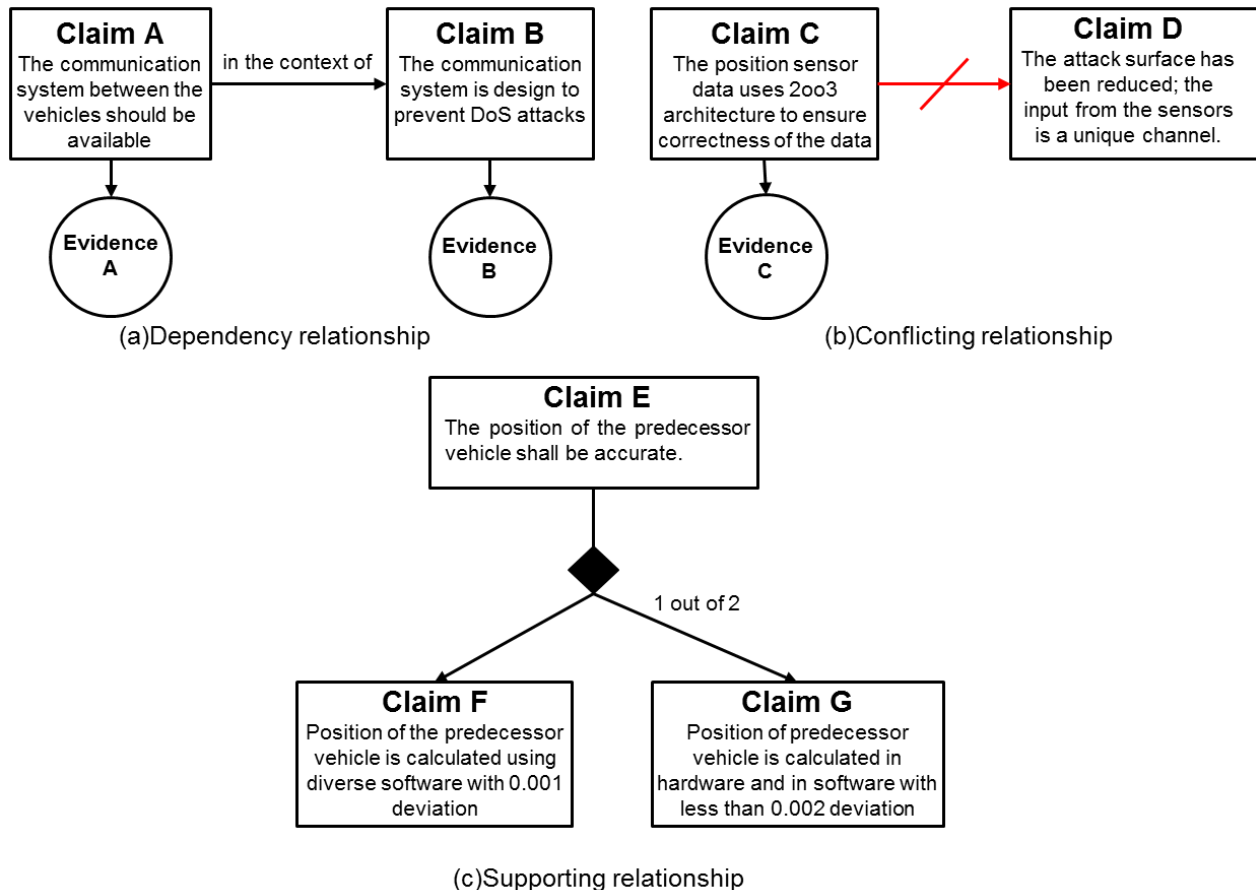 Claim A
The communication
system between the
vehicles should be
available
in the context of
Claim B
The communication
system is design to
prevent DoS attacks
Evidence
A
Evidence
B
(a)Dependency relationship
Claim C
The position sensor
data uses 2oo3
architecture to ensure
correctness of the data
Claim D
The attack surface has
been reduced; the
input from the sensors
is a unique channel.
Evidence
C
(b)Conflicting relationship
Claim E
The position of the predecessor
vehicle shall be accurate.
1 out of 2
Claim F
Position of the predecessor
vehicle is calculated using
diverse software with 0.001
deviation
Claim G
Position of predecessor
vehicle is calculated in
hardware and in software with
less than 0.002 deviation
(c)Supporting relationship